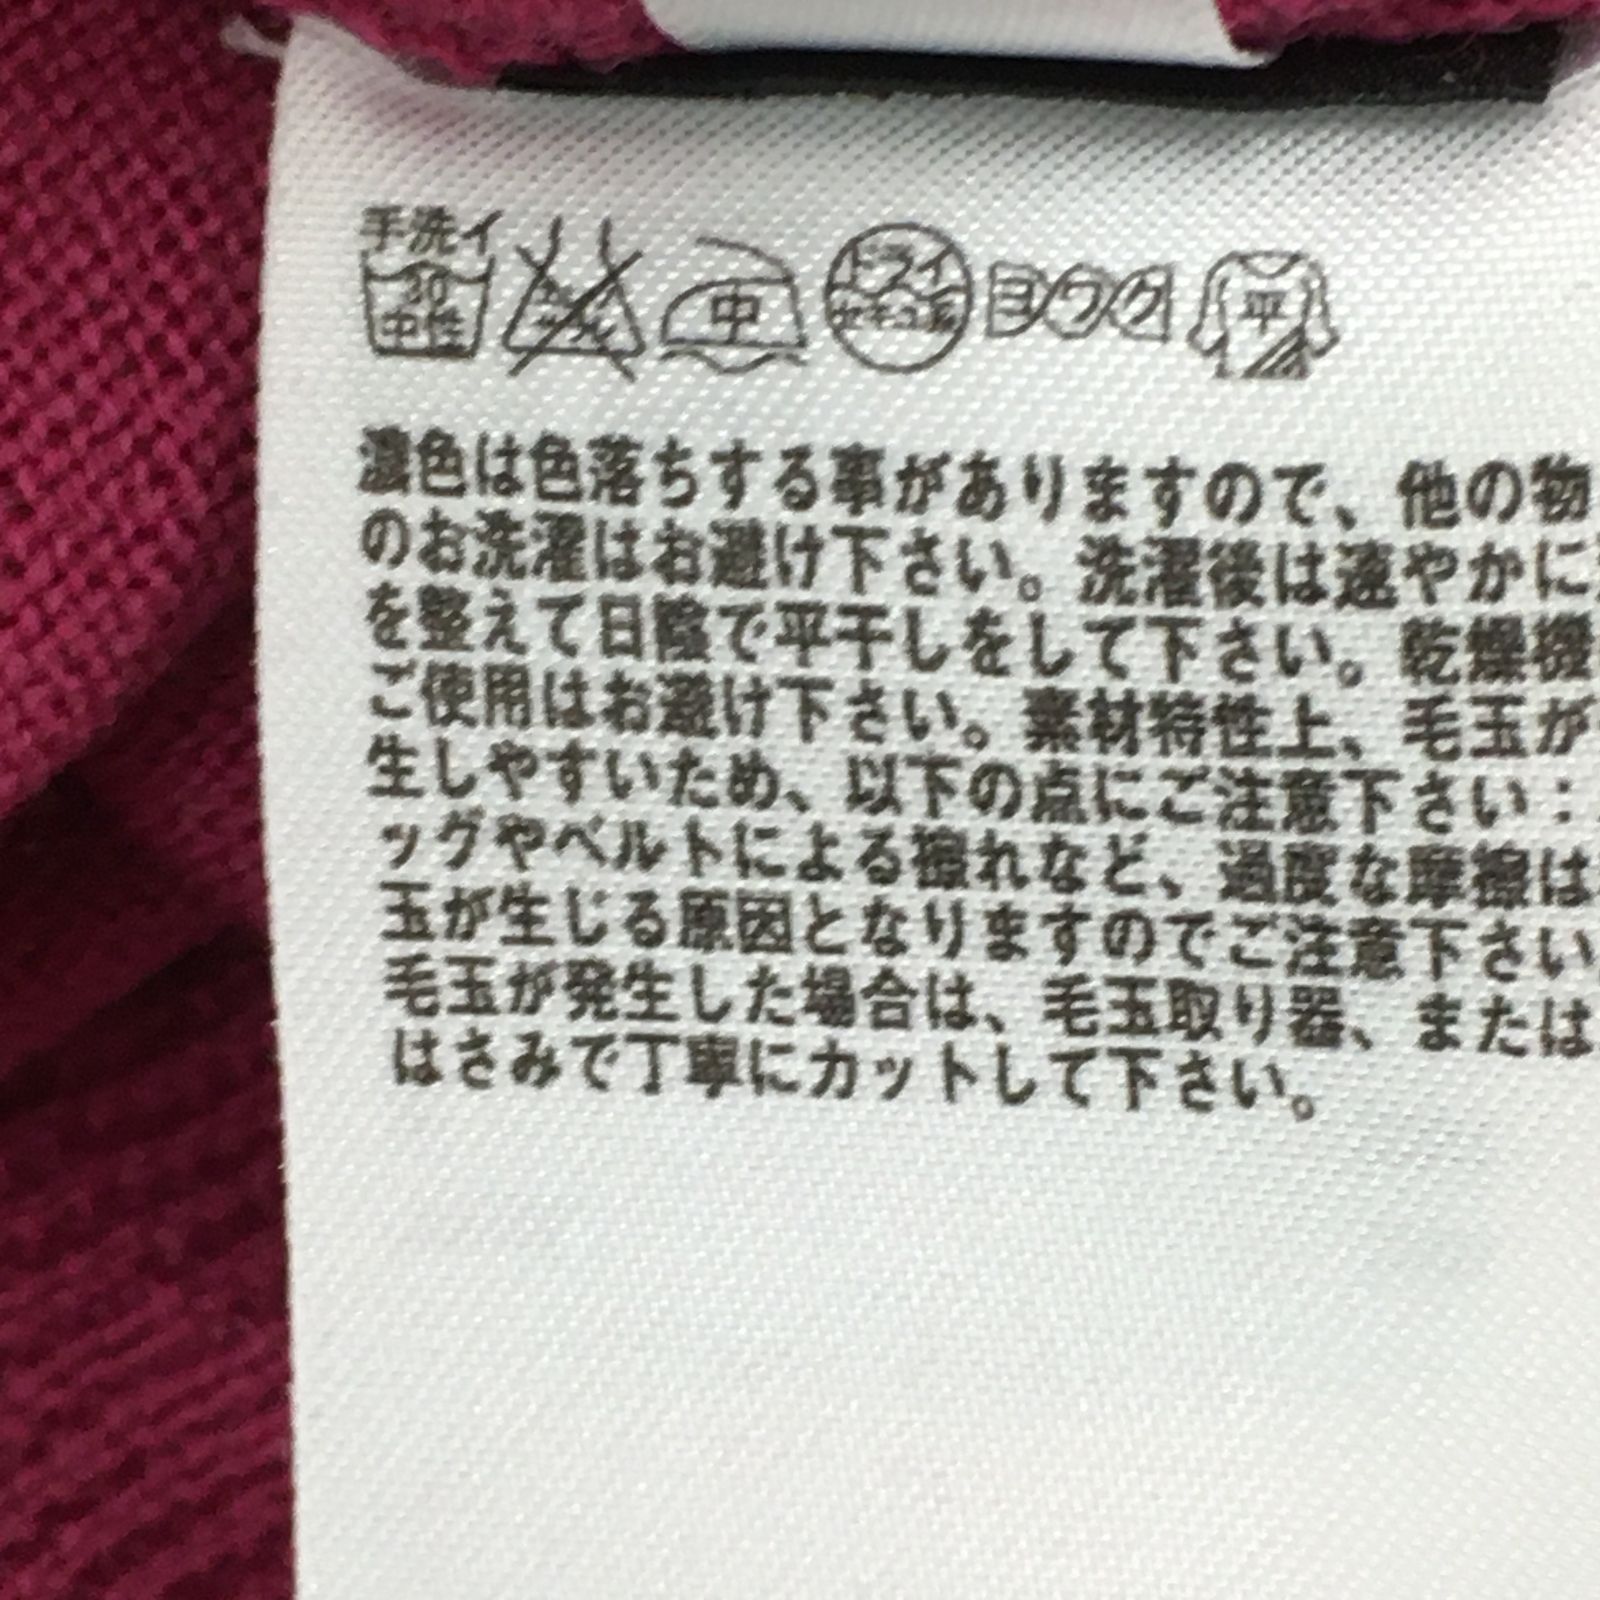 手洗イ
30
中性
中
ドライ
セキユ系
ヨワク
平
濃色は色落ちする事がありますので、他の物
のお洗濯はお避け下さい。洗濯後は速やかに
を整えて日陰で平干しをして下さい。乾燥機
ご使用はお避け下さい。素材特性上、毛玉が
生しやすいため、以下の点にご注意下さい：
ッグやベルトによる擦れなど、過度な摩擦は
玉が生じる原因となりますのでご注意下さい
毛玉が発生した場合は、毛玉取り器、または
はさみで丁寧にカットして下さい。